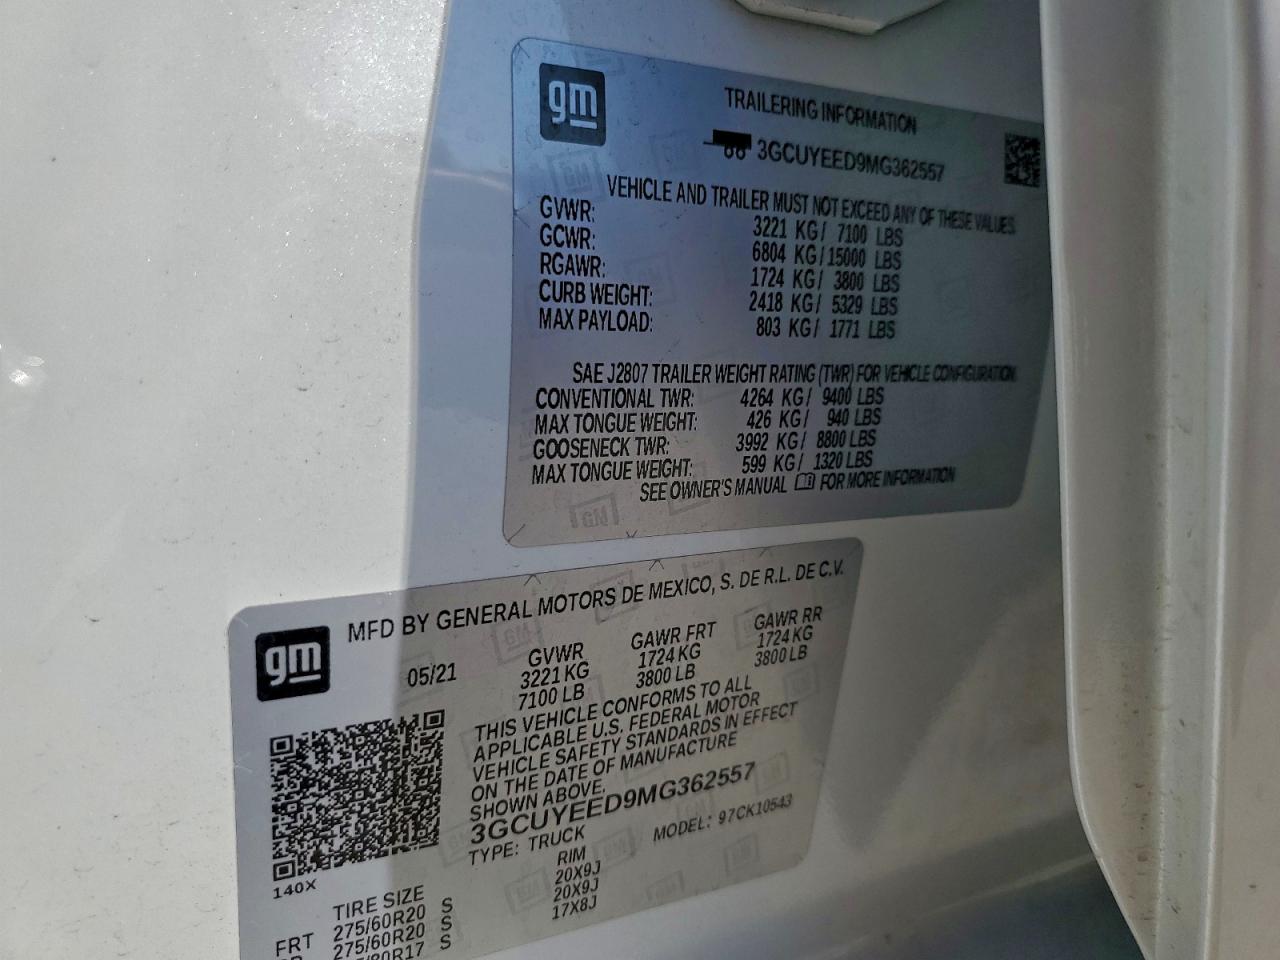 gm
TRAILERING INFORMATION
3GCUYEED9MG362557
VEHICLE AND TRAILER MUST NOT EXCEED ANY OF THESE VALUES.
GVWR: 3221 KG/ 7100 LBS
GCWR: 6804 KG/15000 LBS
RGAWR: 1724 KG/ 3800 LBS
CURB WEIGHT: 2418 KG/ 5329 LBS
MAX PAYLOAD: 803 KG/ 1771 LBS
SAE J2807 TRAILER WEIGHT RATING (TWR) FOR VEHICLE CONFIGURATION
CONVENTIONAL TWR: 4264 KG/ 9400 LBS
MAX TONGUE WEIGHT: 426 KG/ 940 LBS
GOOSENECK TWR: 3992 KG/ 8800 LBS
MAX TONGUE WEIGHT: 599 KG/ 1320 LBS
SEE OWNER'S MANUAL FOR MORE INFORMATION
gm
MFD BY GENERAL MOTORS DE MEXICO, S. DE R.L. DE C.V.
05/21 GVWR GAWR FRT GAWR RR
3221 KG 1724 KG 1724 KG
7100 LB 3800 LB 3800 LB
THIS VEHICLE CONFORMS TO ALL
APPLICABLE U.S. FEDERAL MOTOR
VEHICLE SAFETY STANDARDS IN EFFECT
ON THE DATE OF MANUFACTURE
SHOWN ABOVE.
3GCUYEED9MG362557
TYPE: TRUCK MODEL: 97CK10543
140X
TIRE SIZE RIM
FRT 275/60R20 S 20X9J
275/60R20 S 20X9J
80R17 S 17X8J